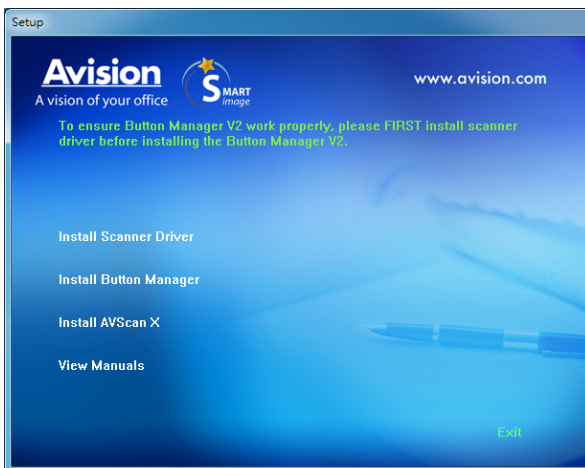 Setup
Avision
A vision of your office
SMART
image
www.avision.com
To ensure Button Manager V2 work properly, please FIRST install scanner
driver before installing the Button Manager V2.
Install Scanner Driver
Install Button Manager
Install AVScan X
View Manuals
Exit